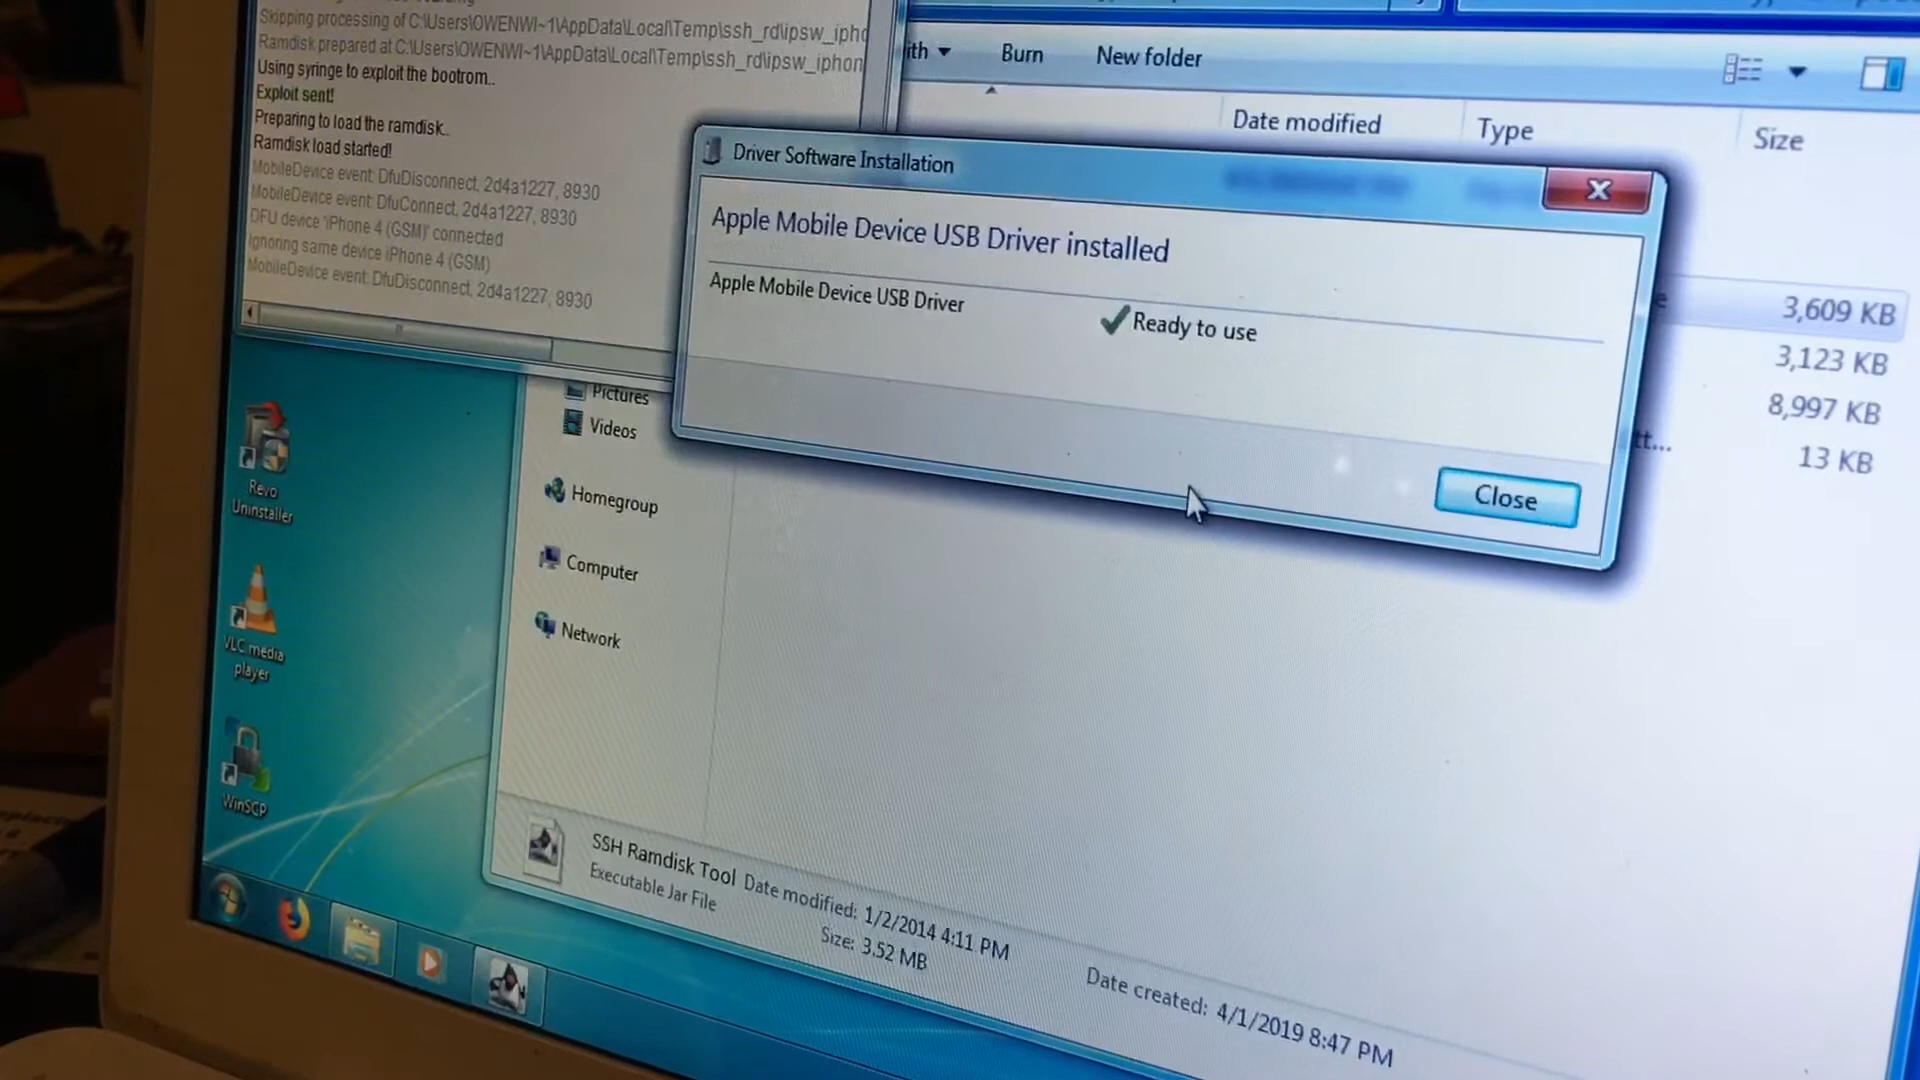 Skipping processing of C:\Users\OWENWI~1\AppData\Local\Temp\ssh_rd\ipsw_ipho
Ramdisk prepared at C:\Users\OWENWI~1\AppData\Local\Temp\ssh_rd\ipsw_iphon
Using syringe to exploit the bootrom..
Exploit sent!
Preparing to load the ramdisk..
Ramdisk load started!
MobileDevice event: DfuDisconnect, 2d4a1227, 8930
MobileDevice event: DfuConnect, 2d4a1227, 8930
DFU device 'iPhone 4 (GSM)' connected
Ignoring same device iPhone 4 (GSM)
MobileDevice event: DfuDisconnect, 2d4a1227, 8930
ith
Burn
New folder
Date modified
Type
Size
3,609 KB
3,123 KB
8,997 KB
tt...
13 KB
Driver Software Installation
Apple Mobile Device USB Driver installed
Apple Mobile Device USB Driver
Ready to use
Close
Pictures
Videos
Homegroup
Computer
Network
Revo
Uninstaller
VLC media
player
WinSCP
SSH Ramdisk Tool Date modified: 1/2/2014 4:11 PM
Executable Jar File
Size: 3.52 MB
Date created: 4/1/2019 8:47 PM